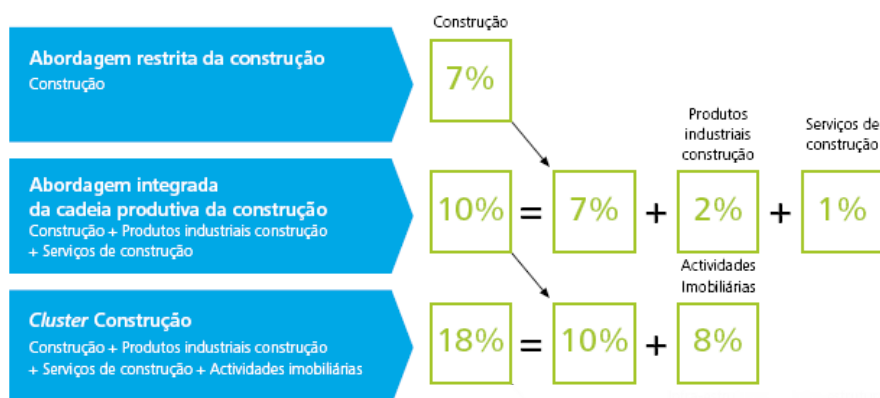 Construção
Abordagem restrita da construção
Construção
7%
Produtos
industriais
construção
Serviços de
construção
Abordagem integrada
da cadeia produtiva da construção
Construção + Produtos industriais construção
+ Serviços de construção
10% = 7% + 2% + 1%
Actividades
Imobiliárias
Cluster Construção
Construção + Produtos industriais construção
+ Serviços de construção + Actividades imobiliárias
18% = 10% + 8%